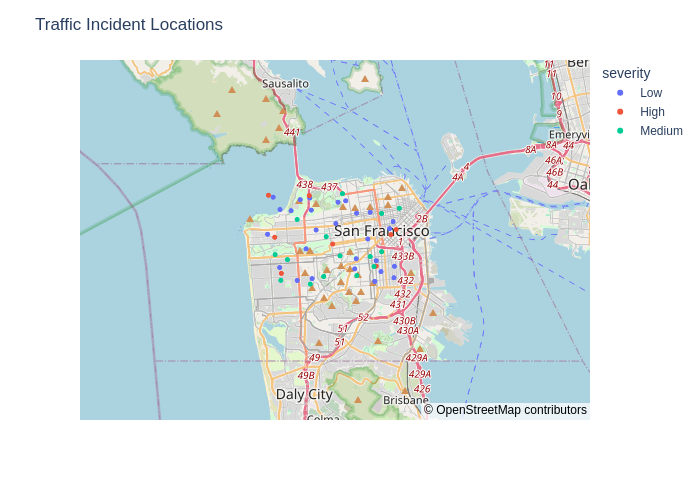 Traffic Incident Locations
severity
Low
High
Medium
Sausalito
441
438
437
San Francisco
2B
1
433B
432
432
431
430B
430A
52
51
51
49
49B
429A
429A
426
Daly City
Brisbane
Colma
Ber
11
11
10
9
Emeryvi
8A
8A
44
46A,
46B
44
4
4A
Oa
© OpenStreetMap contributors